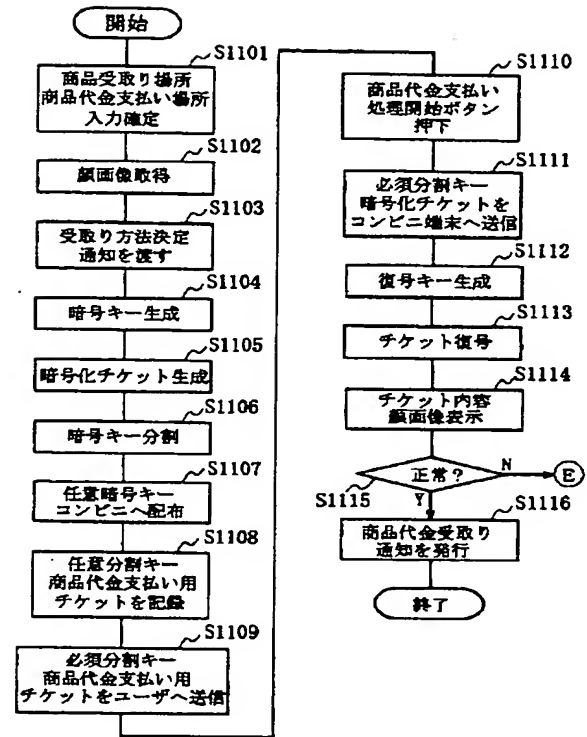 開始
S1101
商品受取り場所
商品代金支払い場所
入力確定
S1102
顔画像取得
S1103
受取り方法決定
通知を渡す
S1104
暗号キー生成
S1105
暗号化チケット生成
S1106
暗号キー分割
S1107
任意暗号キー
コンビニへ配布
S1108
任意分割キー
商品代金支払い用
チケットを記録
S1109
必須分割キー
商品代金支払い用
チケットをユーザへ送信
S1110
商品代金支払い
処理開始ボタン
押下
S1111
必須分割キー
暗号化チケットを
コンビニ端末へ送信
S1112
復号キー生成
S1113
チケット復号
S1114
チケット内容
顔画像表示
正常?
N
E
S1115
Y
S1116
商品代金受取り
通知を発行
終了